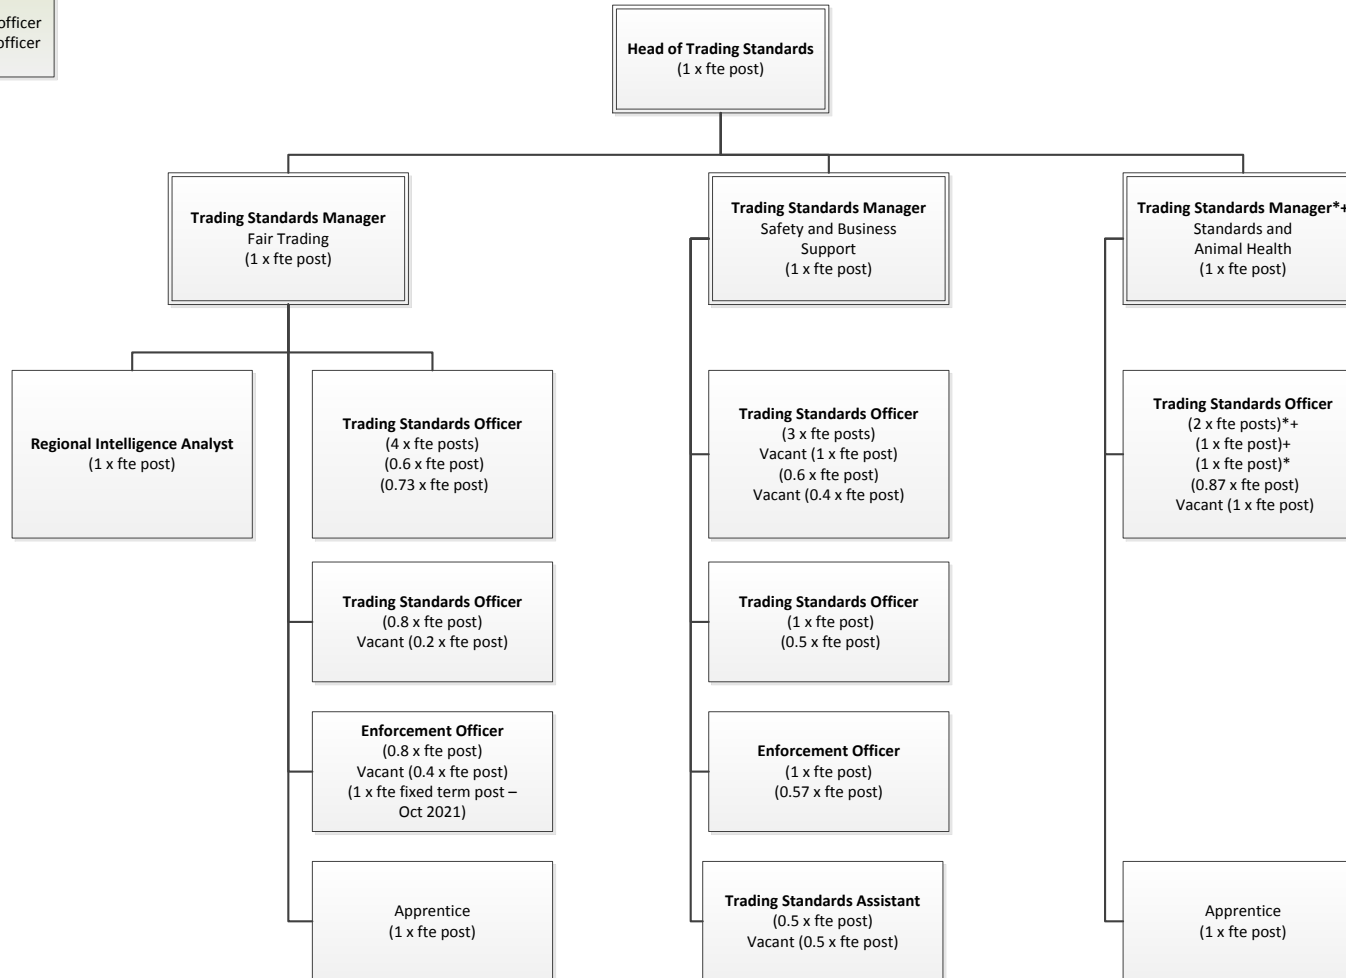 officer
officer
Head of Trading Standards
(1 x fte post)
Trading Standards Manager
Fair Trading
(1 x fte post)
Trading Standards Manager
Safety and Business
Support
(1 x fte post)
Trading Standards Manager*+
Standards and
Animal Health
(1 x fte post)
Regional Intelligence Analyst
(1 x fte post)
Trading Standards Officer
(4 x fte posts)
(0.6 x fte post)
(0.73 x fte post)
Trading Standards Officer
(3 x fte posts)
Vacant (1 x fte post)
(0.6 x fte post)
Vacant (0.4 x fte post)
Trading Standards Officer
(2 x fte posts)*+
(1 x fte post)+
(1 x fte post)*
(0.87 x fte post)
Vacant (1 x fte post)
Trading Standards Officer
(0.8 x fte post)
Vacant (0.2 x fte post)
Trading Standards Officer
(1 x fte post)
(0.5 x fte post)
Enforcement Officer
(0.8 x fte post)
Vacant (0.4 x fte post)
(1 x fte fixed term post –
Oct 2021)
Enforcement Officer
(1 x fte post)
(0.57 x fte post)
Apprentice
(1 x fte post)
Trading Standards Assistant
(0.5 x fte post)
Vacant (0.5 x fte post)
Apprentice
(1 x fte post)